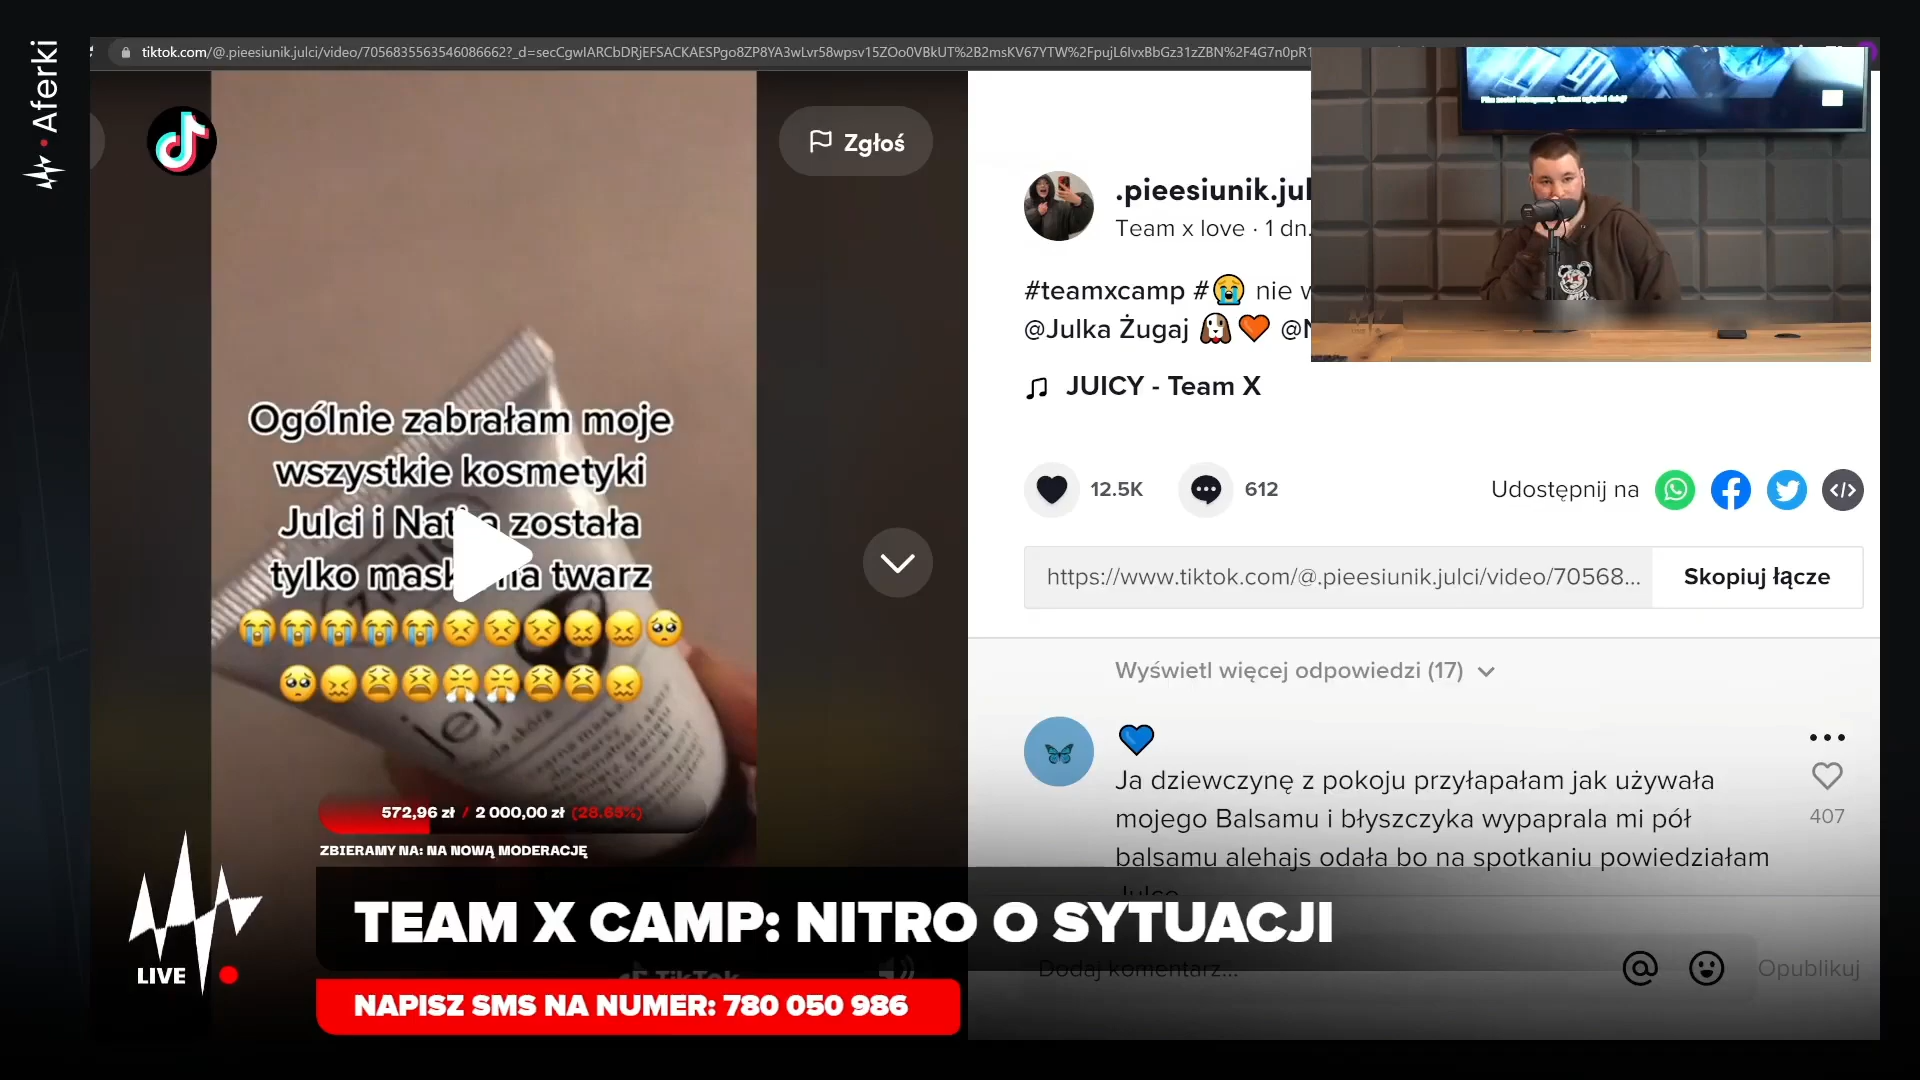 Aferki
tiktok.com/@.pieesiunik.julci/video/7056835563546086662?_d=secCgwIARCbDRjEFSACKAESPgo8ZP8YA3wLvr58wpsv15ZOo0VBkUT%2B2msKV67YTW%2FpujL6IvxBbGz31zZBN%2F4G7n0pR1
Zgłoś
.pieesiunik.jul
Team x love · 1 dn.
#teamxcamp #😭 nie w
@Julka Żugaj 🐶🧡 @N
JUICY - Team X
Ogólnie zabrałam moje
wszystkie kosmetyki
Julci i Nat została
tylko mask na twarz
😭😭😭😭😭😣😣😣😖😖🥺
🥺😖😫😫😤😤😫😫😖
jej
12.5K
612
Udostępnij na
https://www.tiktok.com/@.pieesiunik.julci/video/70568...
Skopiuj łącze
Wyświetl więcej odpowiedzi (17)
💙
Ja dziewczynę z pokoju przyłapałam jak używała
mojego Balsamu i błyszczyka wypaprala mi pół
balsamu alehajs odała bo na spotkaniu powiedziałam
Julce
407
572,96 zł / 2 000,00 zł (28.65%)
ZBIERAMY NA: NA NOWĄ MODERACJĘ
TEAM X CAMP: NITRO O SYTUACJI
LIVE
TikTok
Dodaj komentarz...
Opublikuj
NAPISZ SMS NA NUMER: 780 050 986